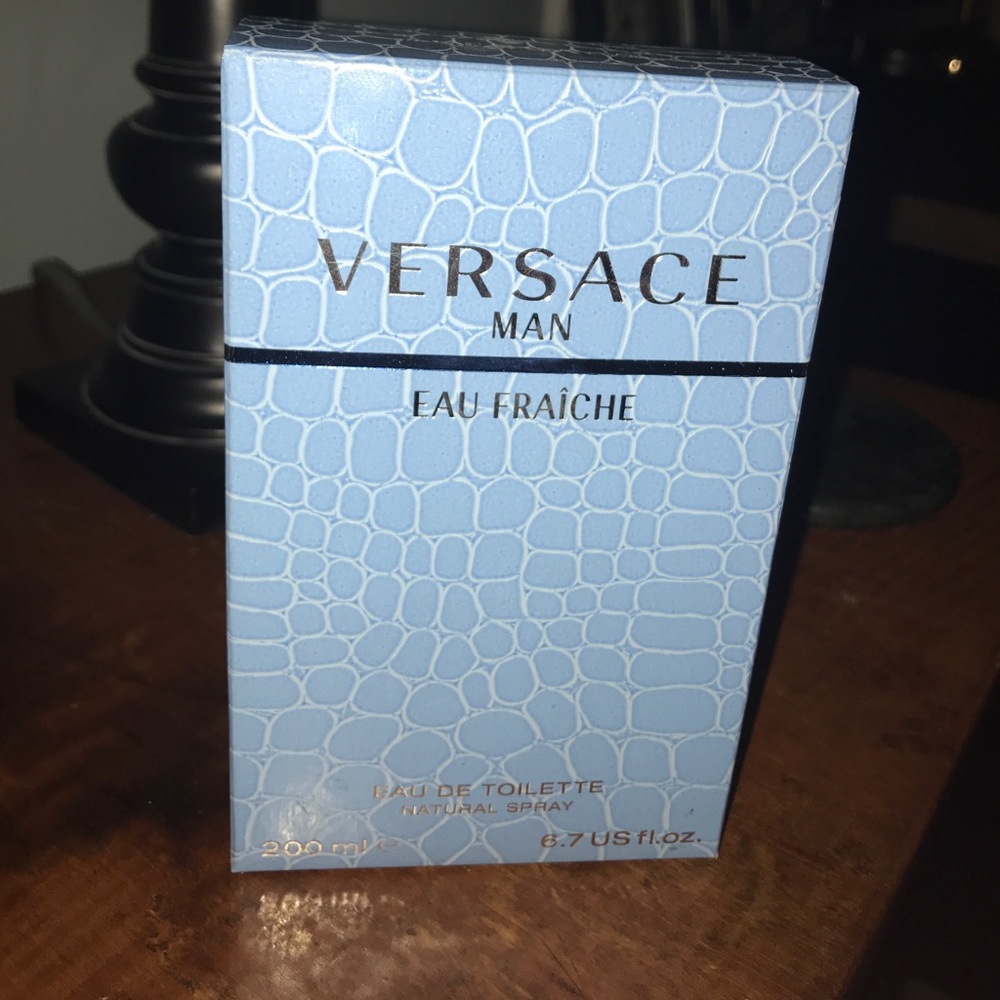 VERSACE
MAN
EAU FRAÎCHE
EAU DE TOILETTE
NATURAL SPRAY
200 ml e 6.7 US fl.oz.